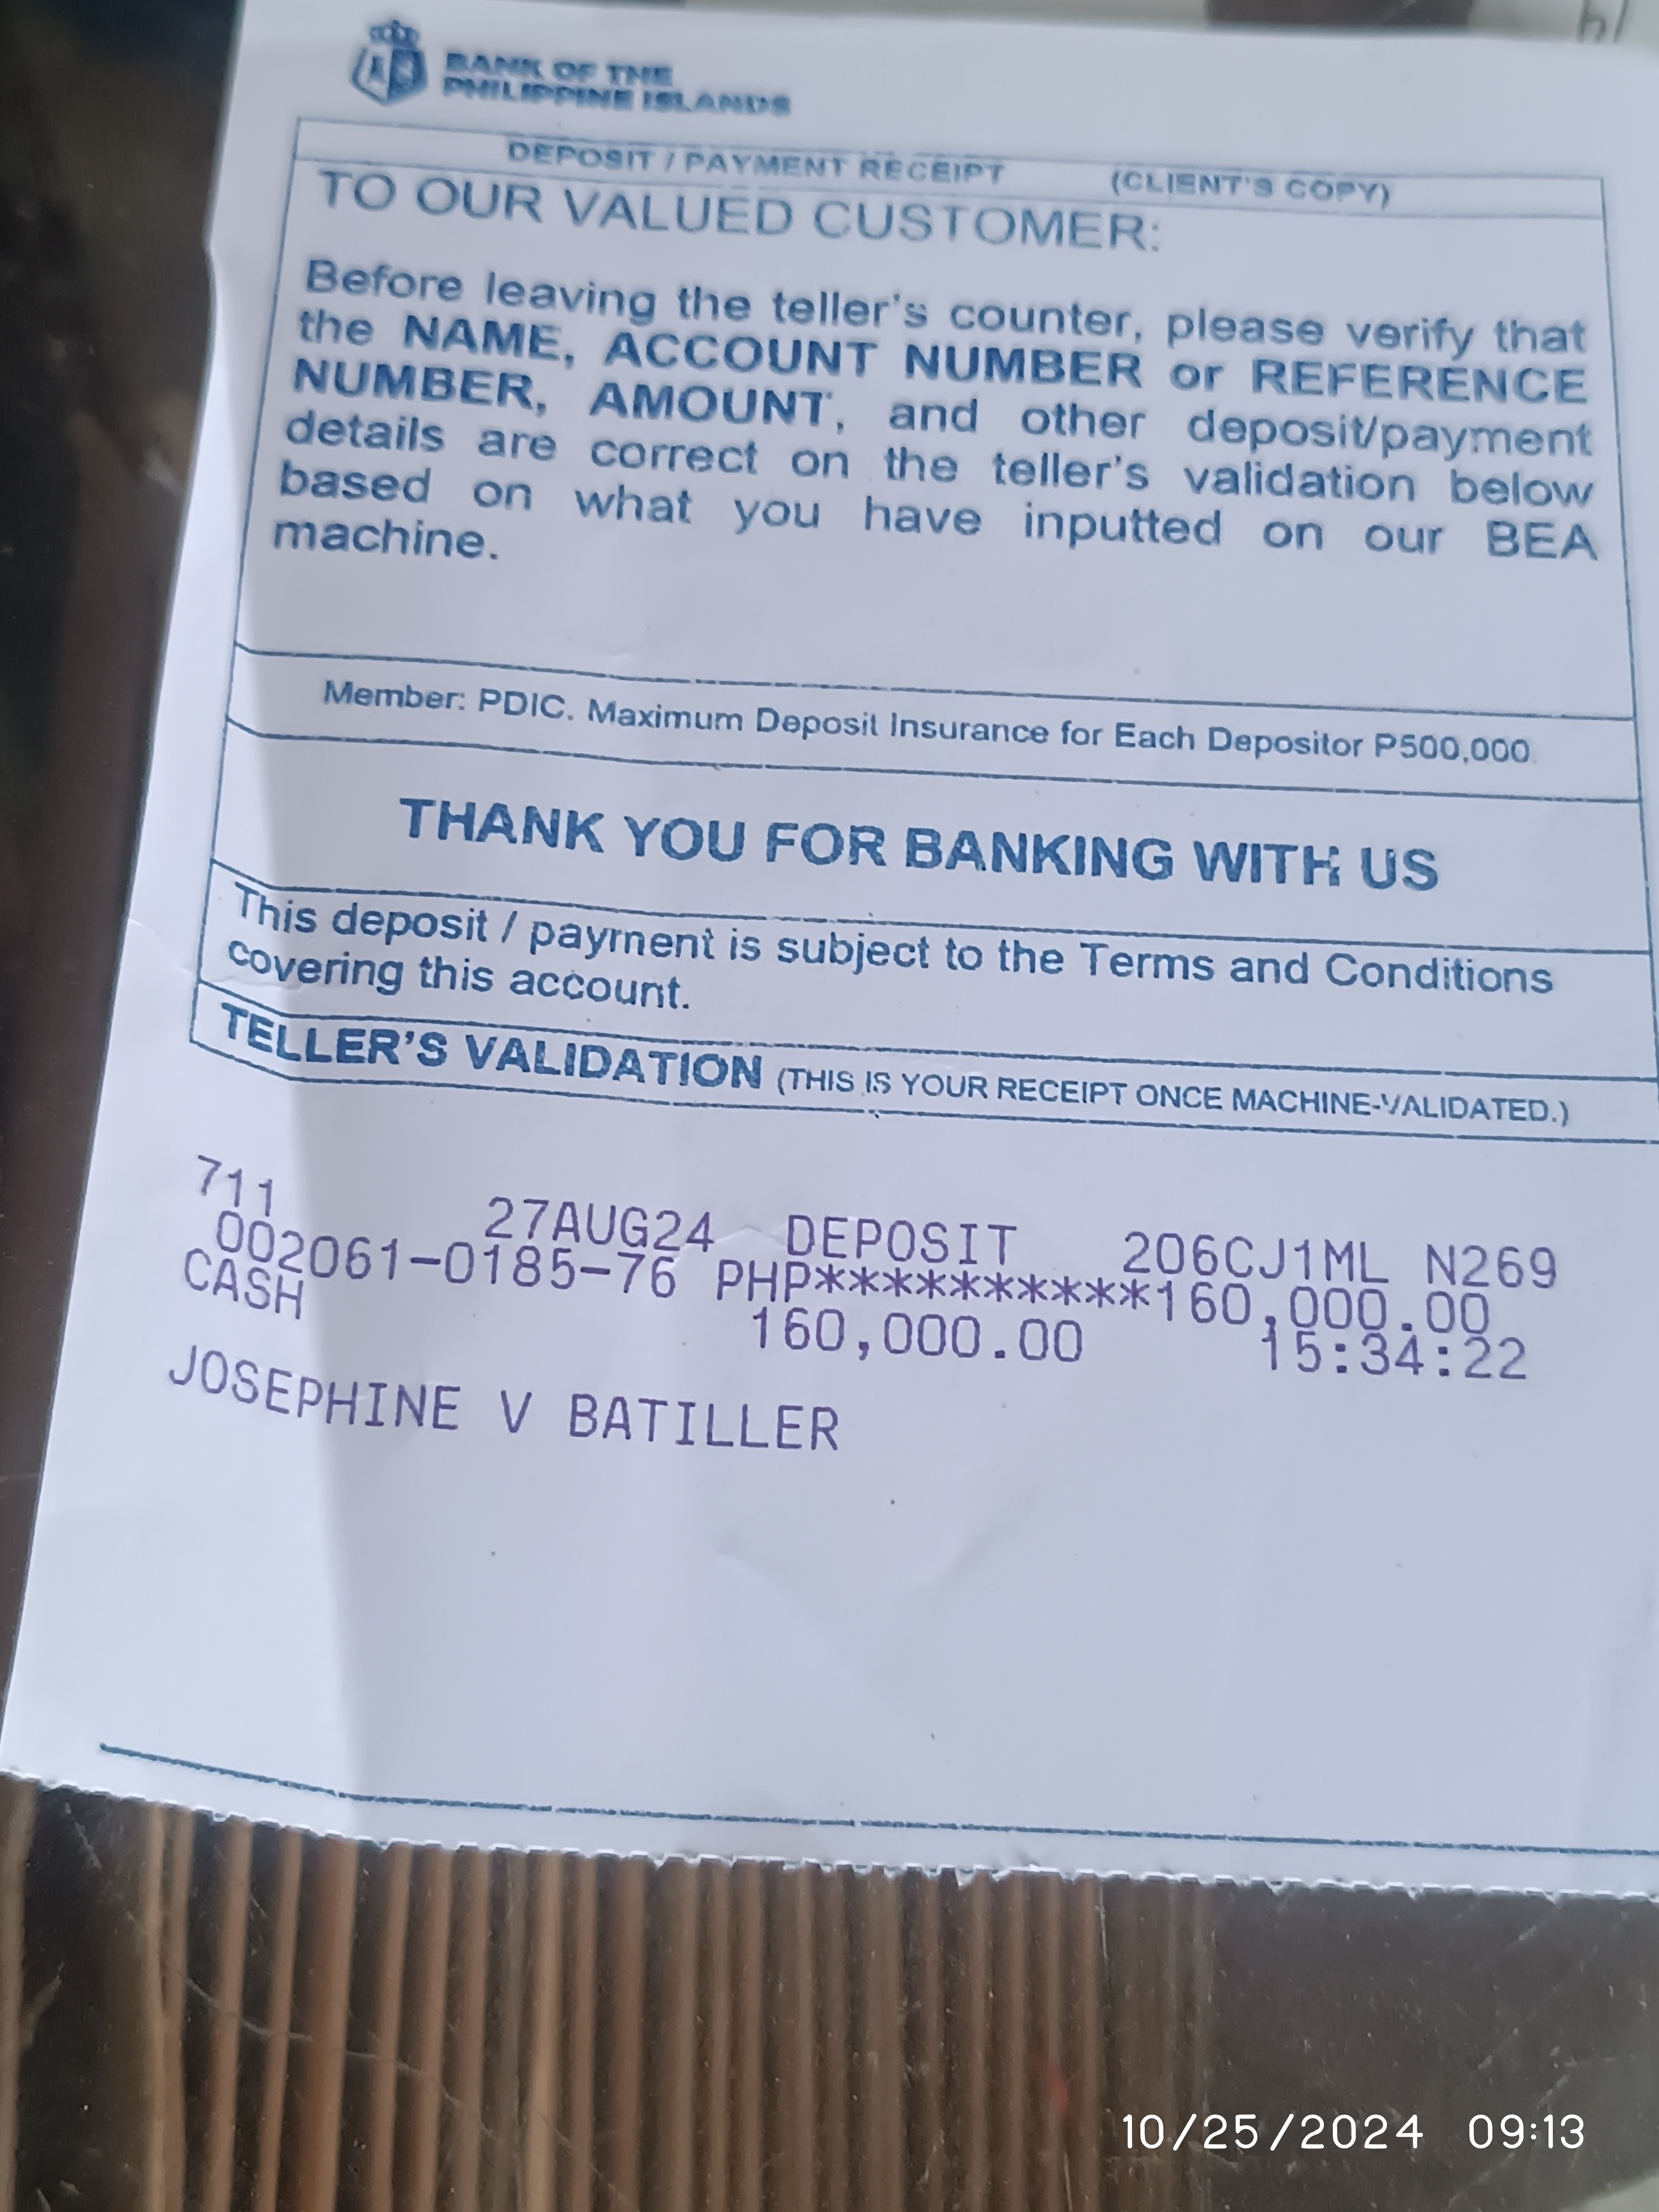 BANK OF THE
PHILIPPINE ISLANDS
DEPOSIT / PAYMENT RECEIPT (CLIENT'S COPY)
TO OUR VALUED CUSTOMER:
Before leaving the teller's counter, please verify that
the NAME, ACCOUNT NUMBER or REFERENCE
NUMBER, AMOUNT, and other deposit/payment
details are correct on the teller's validation below
based on what you have inputted on our BEA
machine.
Member: PDIC. Maximum Deposit Insurance for Each Depositor P500,000
THANK YOU FOR BANKING WITH US
This deposit / payment is subject to the Terms and Conditions
covering this account.
TELLER'S VALIDATION (THIS IS YOUR RECEIPT ONCE MACHINE-VALIDATED.)
711 27AUG24 DEPOSIT 206CJ1ML N269
002061-0185-76 PHP**********160,000.00
CASH 160,000.00 15:34:22
JOSEPHINE V BATILLER
10/25/2024 09:13